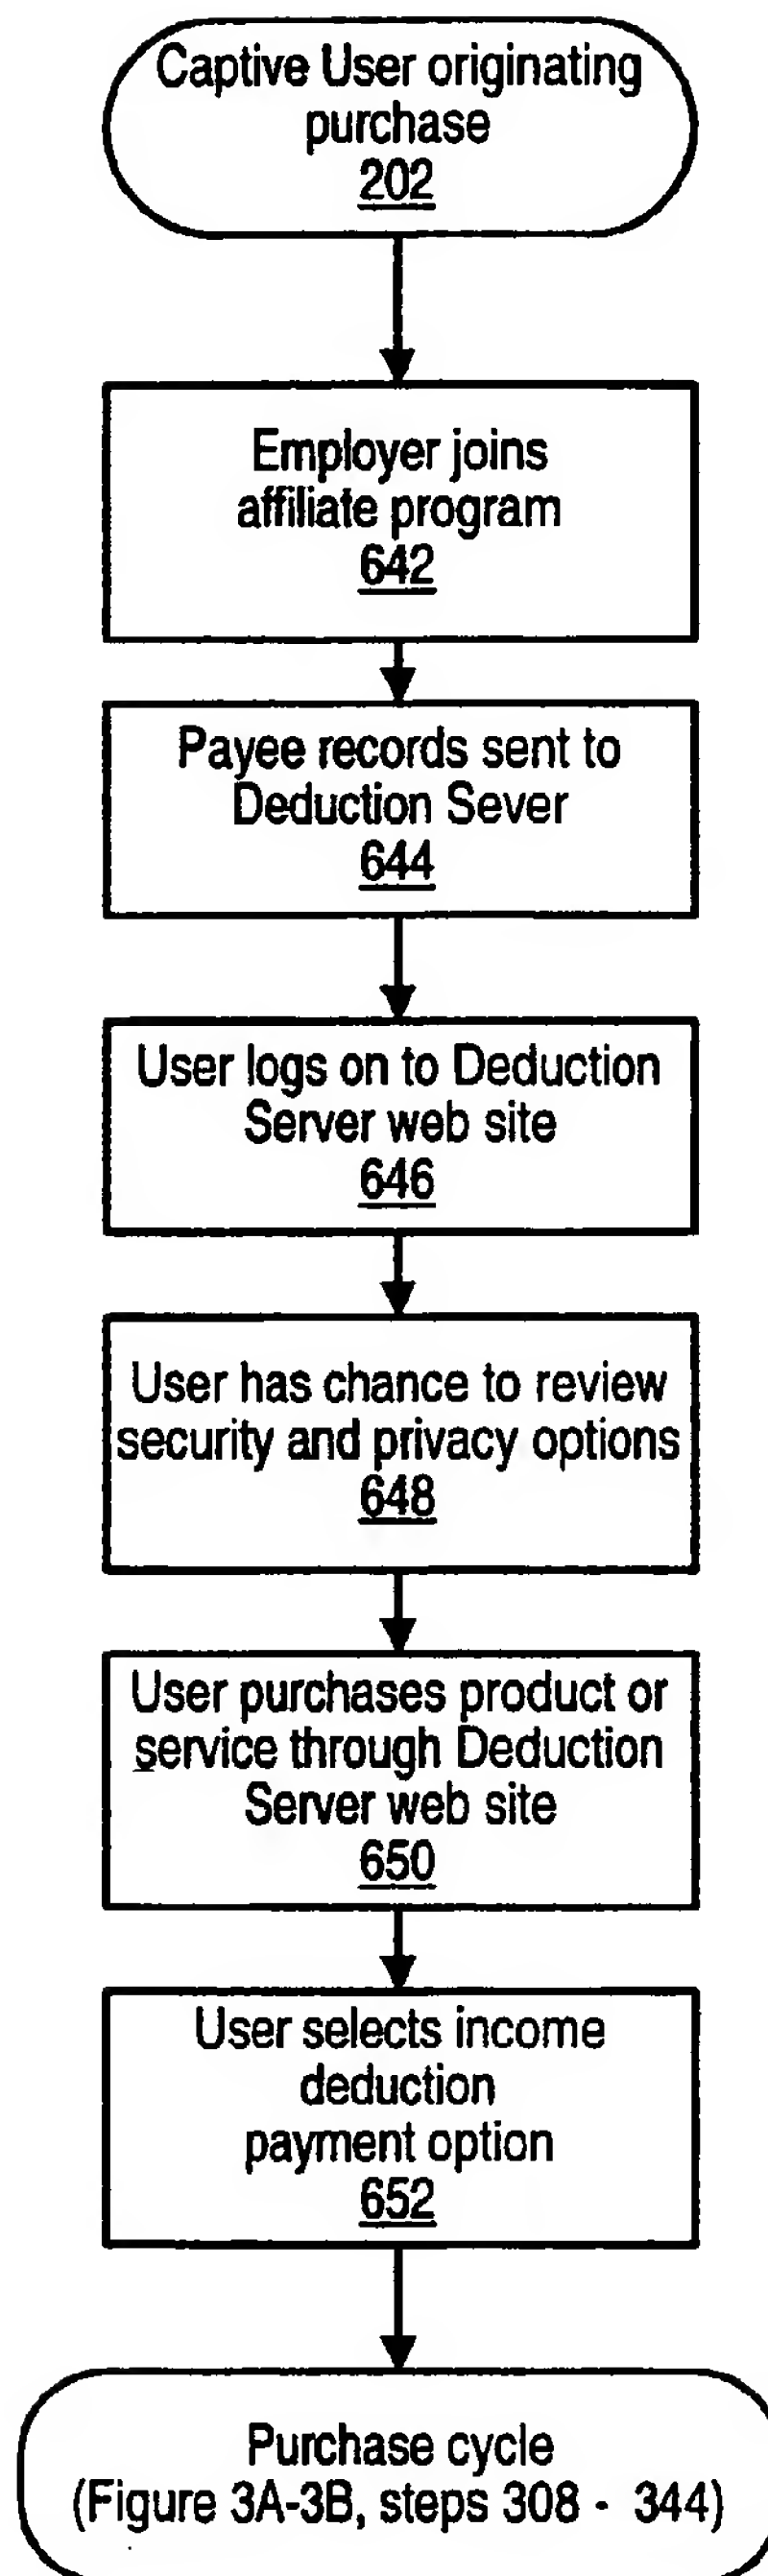 Captive User originating
purchase
202
Employer joins
affiliate program
642
Payee records sent to
Deduction Sever
644
User logs on to Deduction
Server web site
646
User has chance to review
security and privacy options
648
User purchases product or
service through Deduction
Server web site
650
User selects income
deduction
payment option
652
Purchase cycle
(Figure 3A-3B, steps 308 - 344)